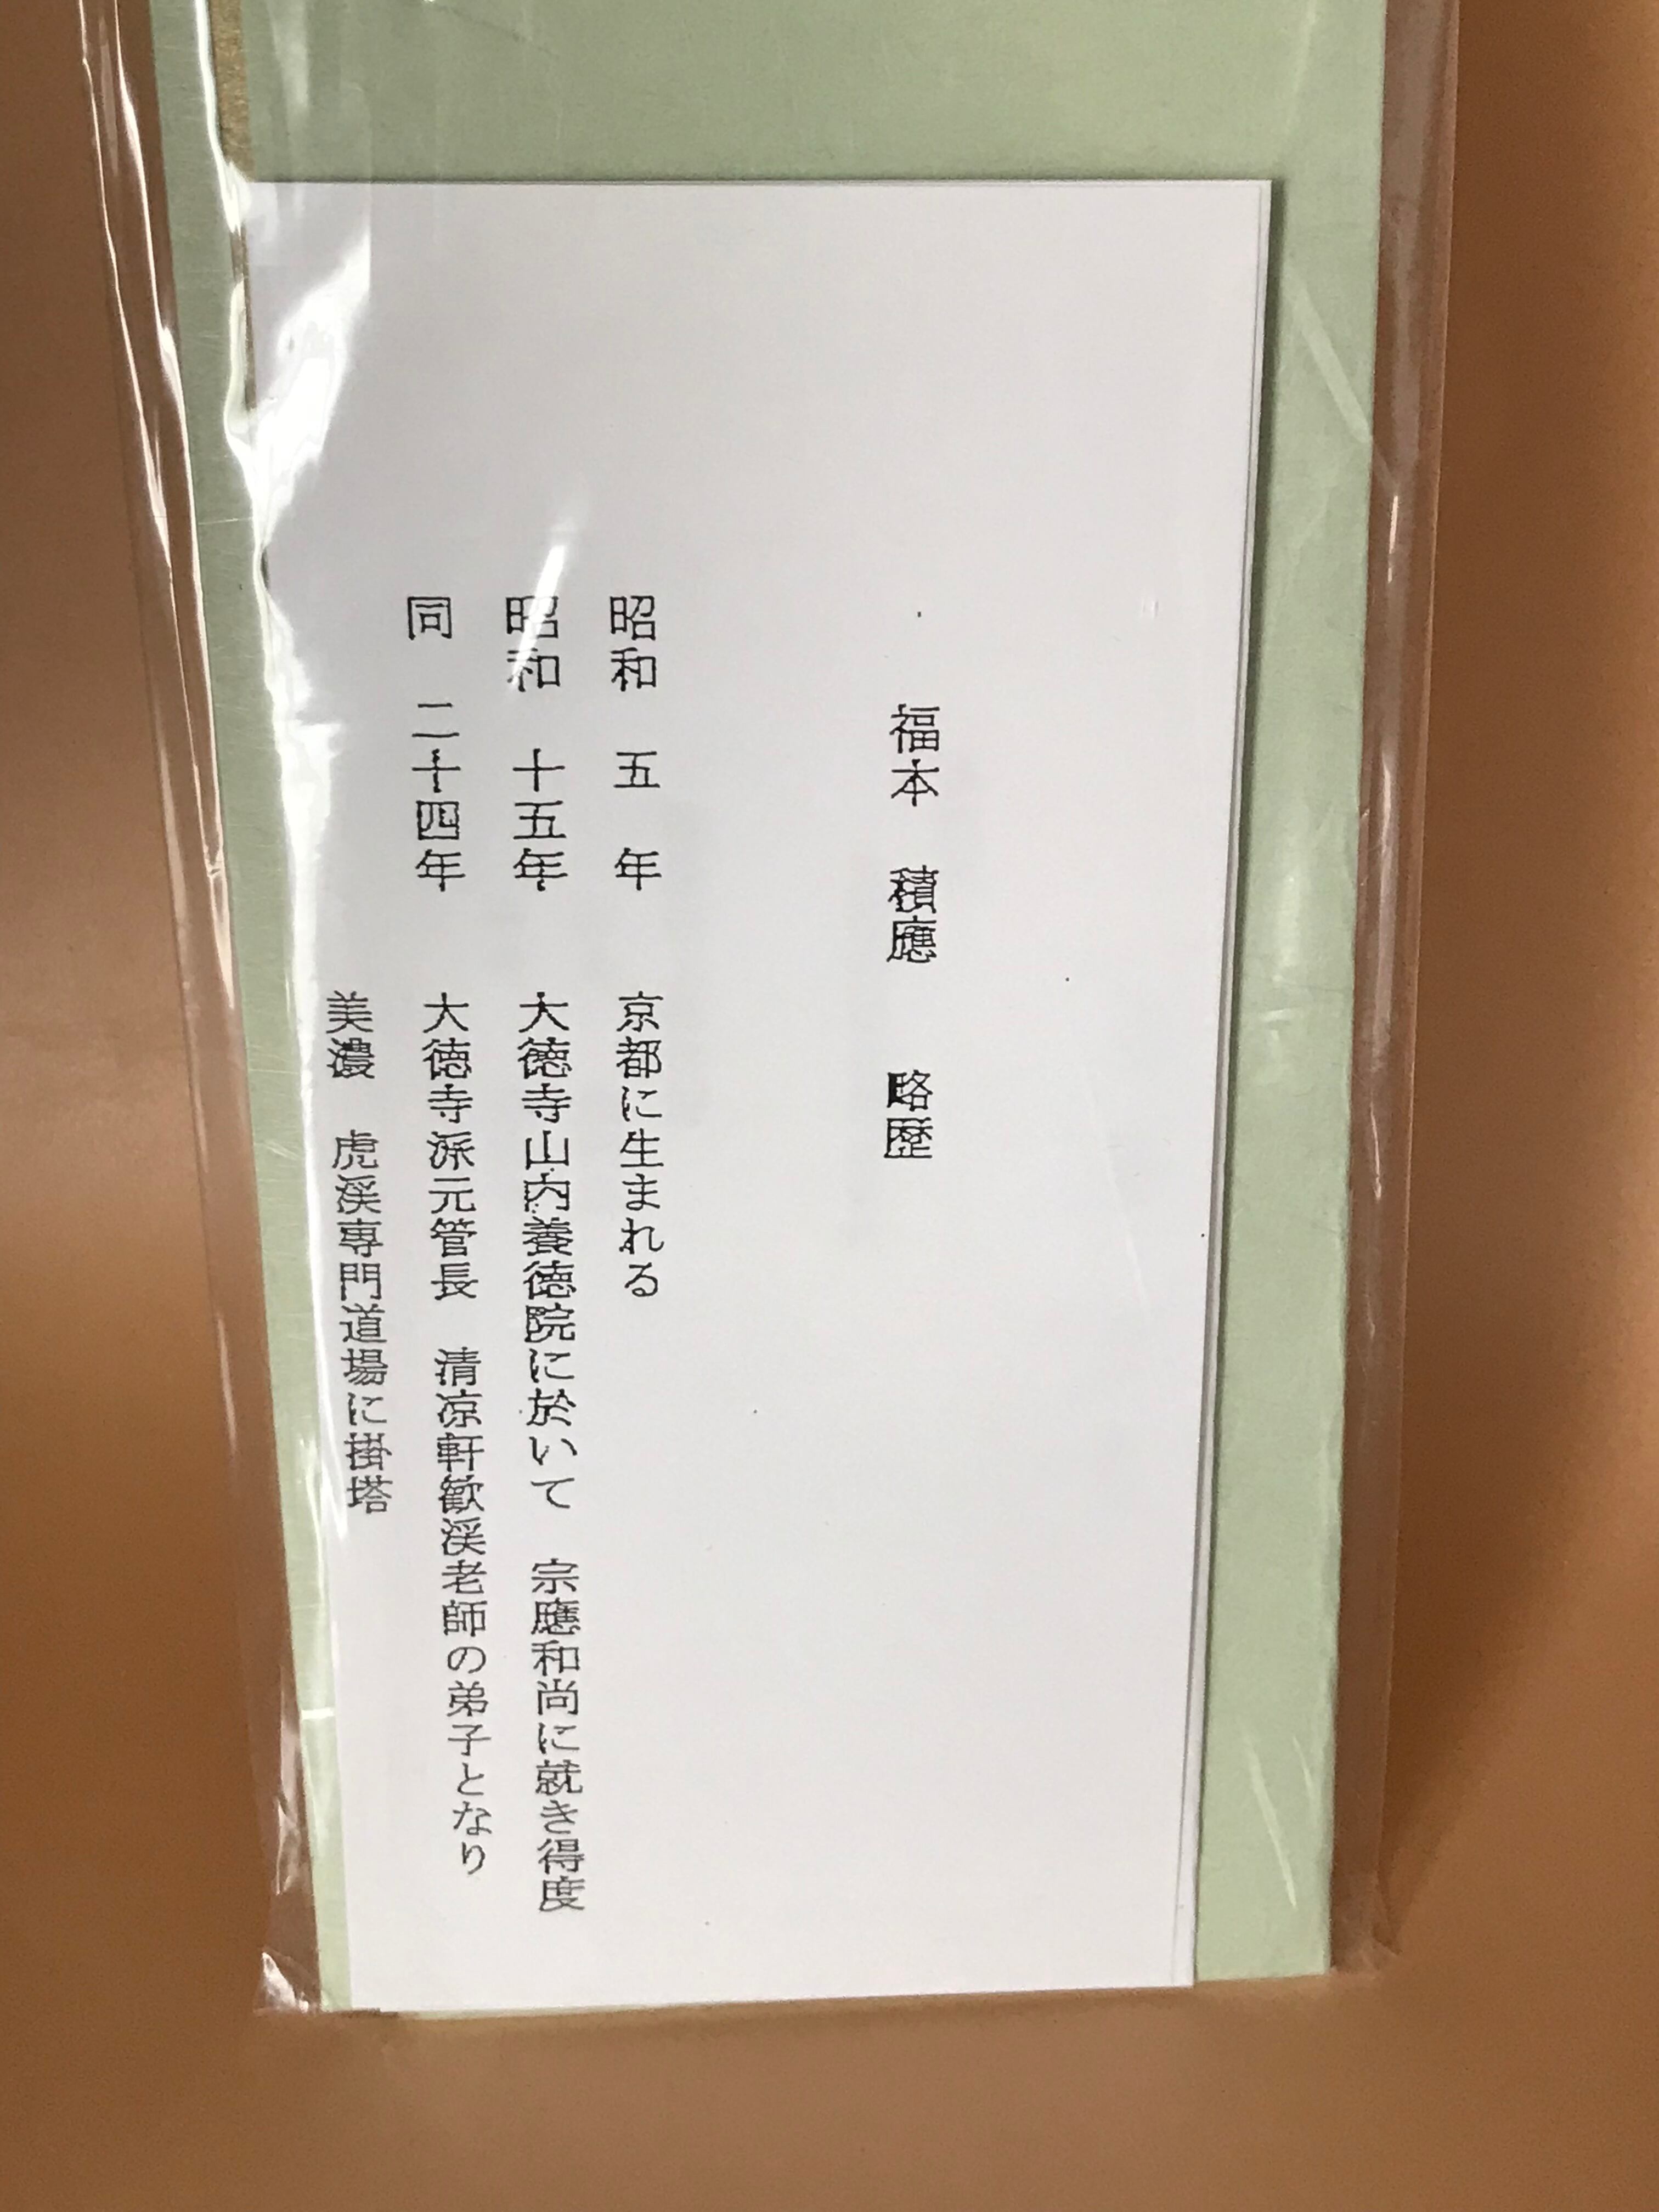 福本　積應　　略歴
昭和　五　年　　京都に生まれる
昭和　十五年　　大徳寺山内養徳院に於いて　宗應和尚に就き得度
同　二十四年　　大徳寺派元管長　清凉軒歓渓老師の弟子となり
美濃　虎渓専門道場に掛塔